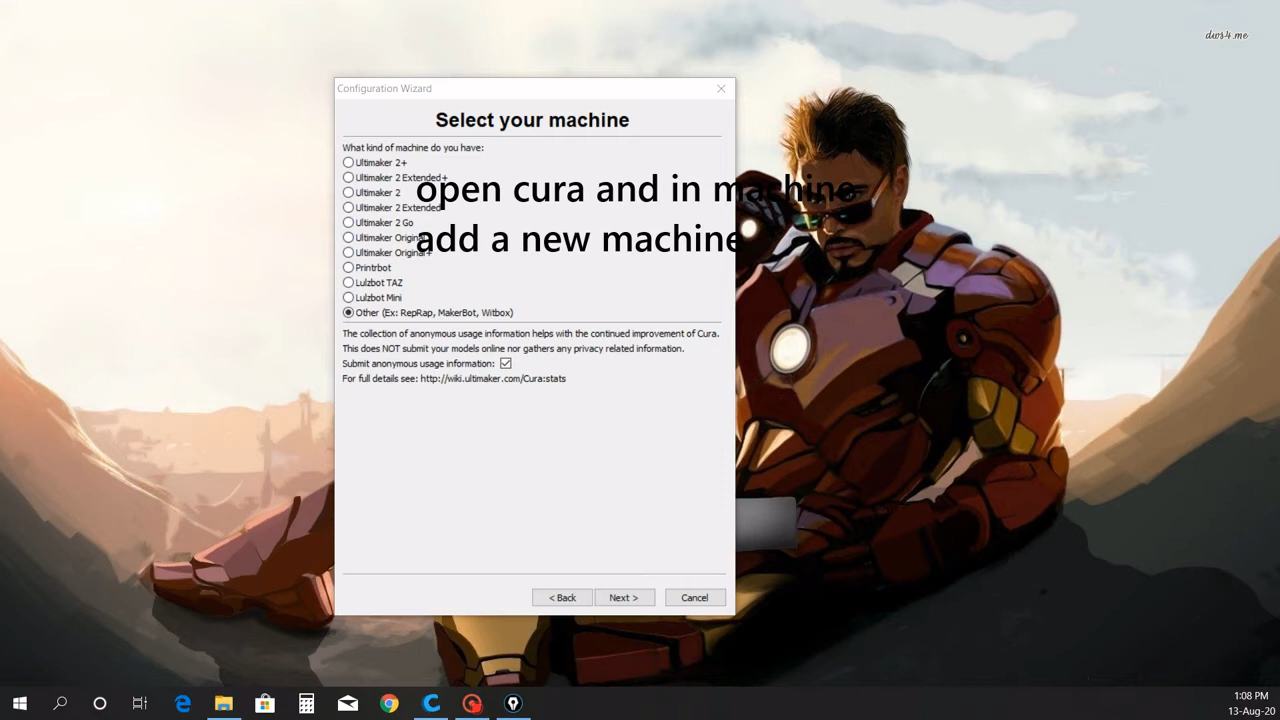 dws4.me
Configuration Wizard
Select your machine
What kind of machine do you have:
Ultimaker 2+
Ultimaker 2 Extended+
Ultimaker 2
Ultimaker 2 Extended
Ultimaker 2 Go
Ultimaker Original
Ultimaker Original+
Printrbot
Lulzbot TAZ
Lulzbot Mini
Other (Ex: RepRap, MakerBot, Witbox)
open cura and in machine
add a new machine
The collection of anonymous usage information helps with the continued improvement of Cura.
This does NOT submit your models online nor gathers any privacy related information.
Submit anonymous usage information:
For full details see: http://wiki.ultimaker.com/Cura:stats
< Back
Next >
Cancel
1:08 PM
13-Aug-20